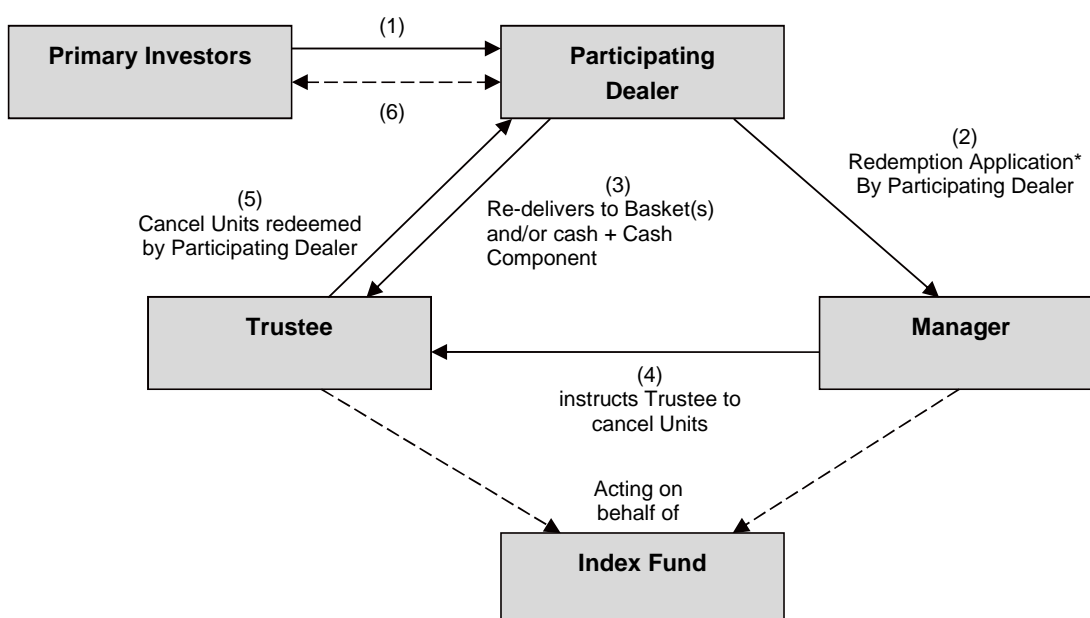 (1)
Primary Investors
Participating
Dealer
(6)
(2)
Redemption Application*
By Participating Dealer
(3)
Re-delivers to Basket(s)
and/or cash + Cash
Component
(5)
Cancel Units redeemed
by Participating Dealer
Trustee
Manager
(4)
instructs Trustee to
cancel Units
Acting on
behalf of
Index Fund